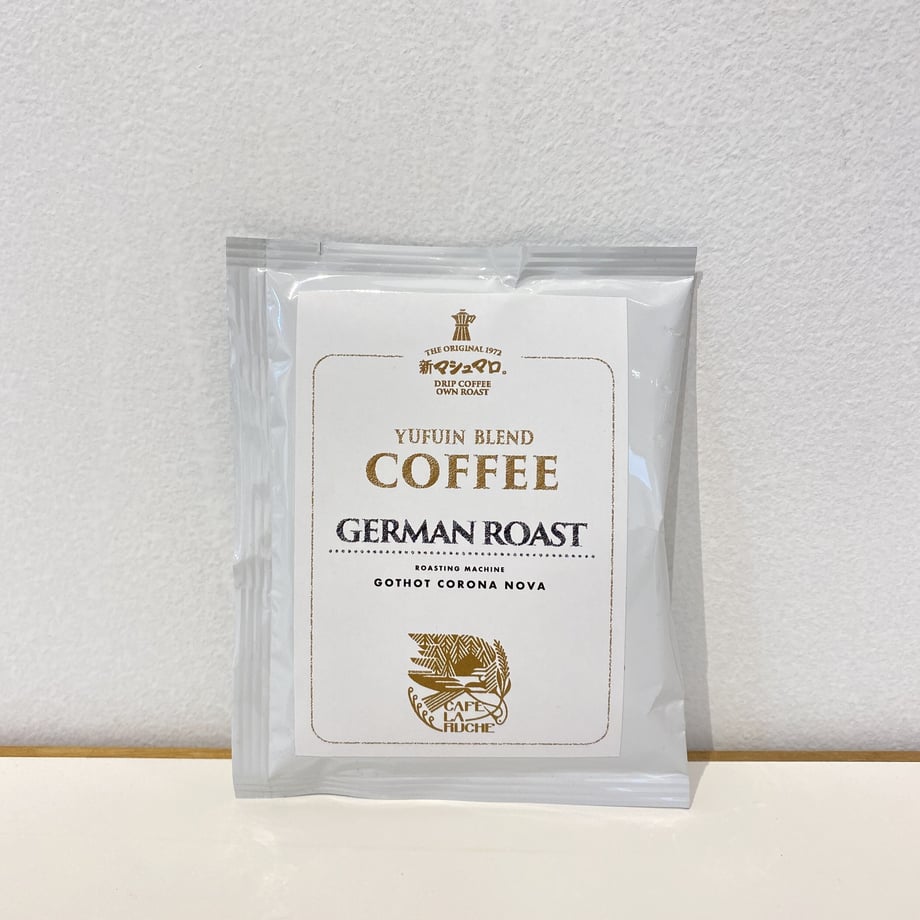 THE ORIGINAL 1972
新マシュマロ。
DRIP COFFEE
OWN ROAST
YUFUIN BLEND
COFFEE
GERMAN ROAST
ROASTING MACHINE
GOTHOT CORONA NOVA
CAFE
LA
RUCHE